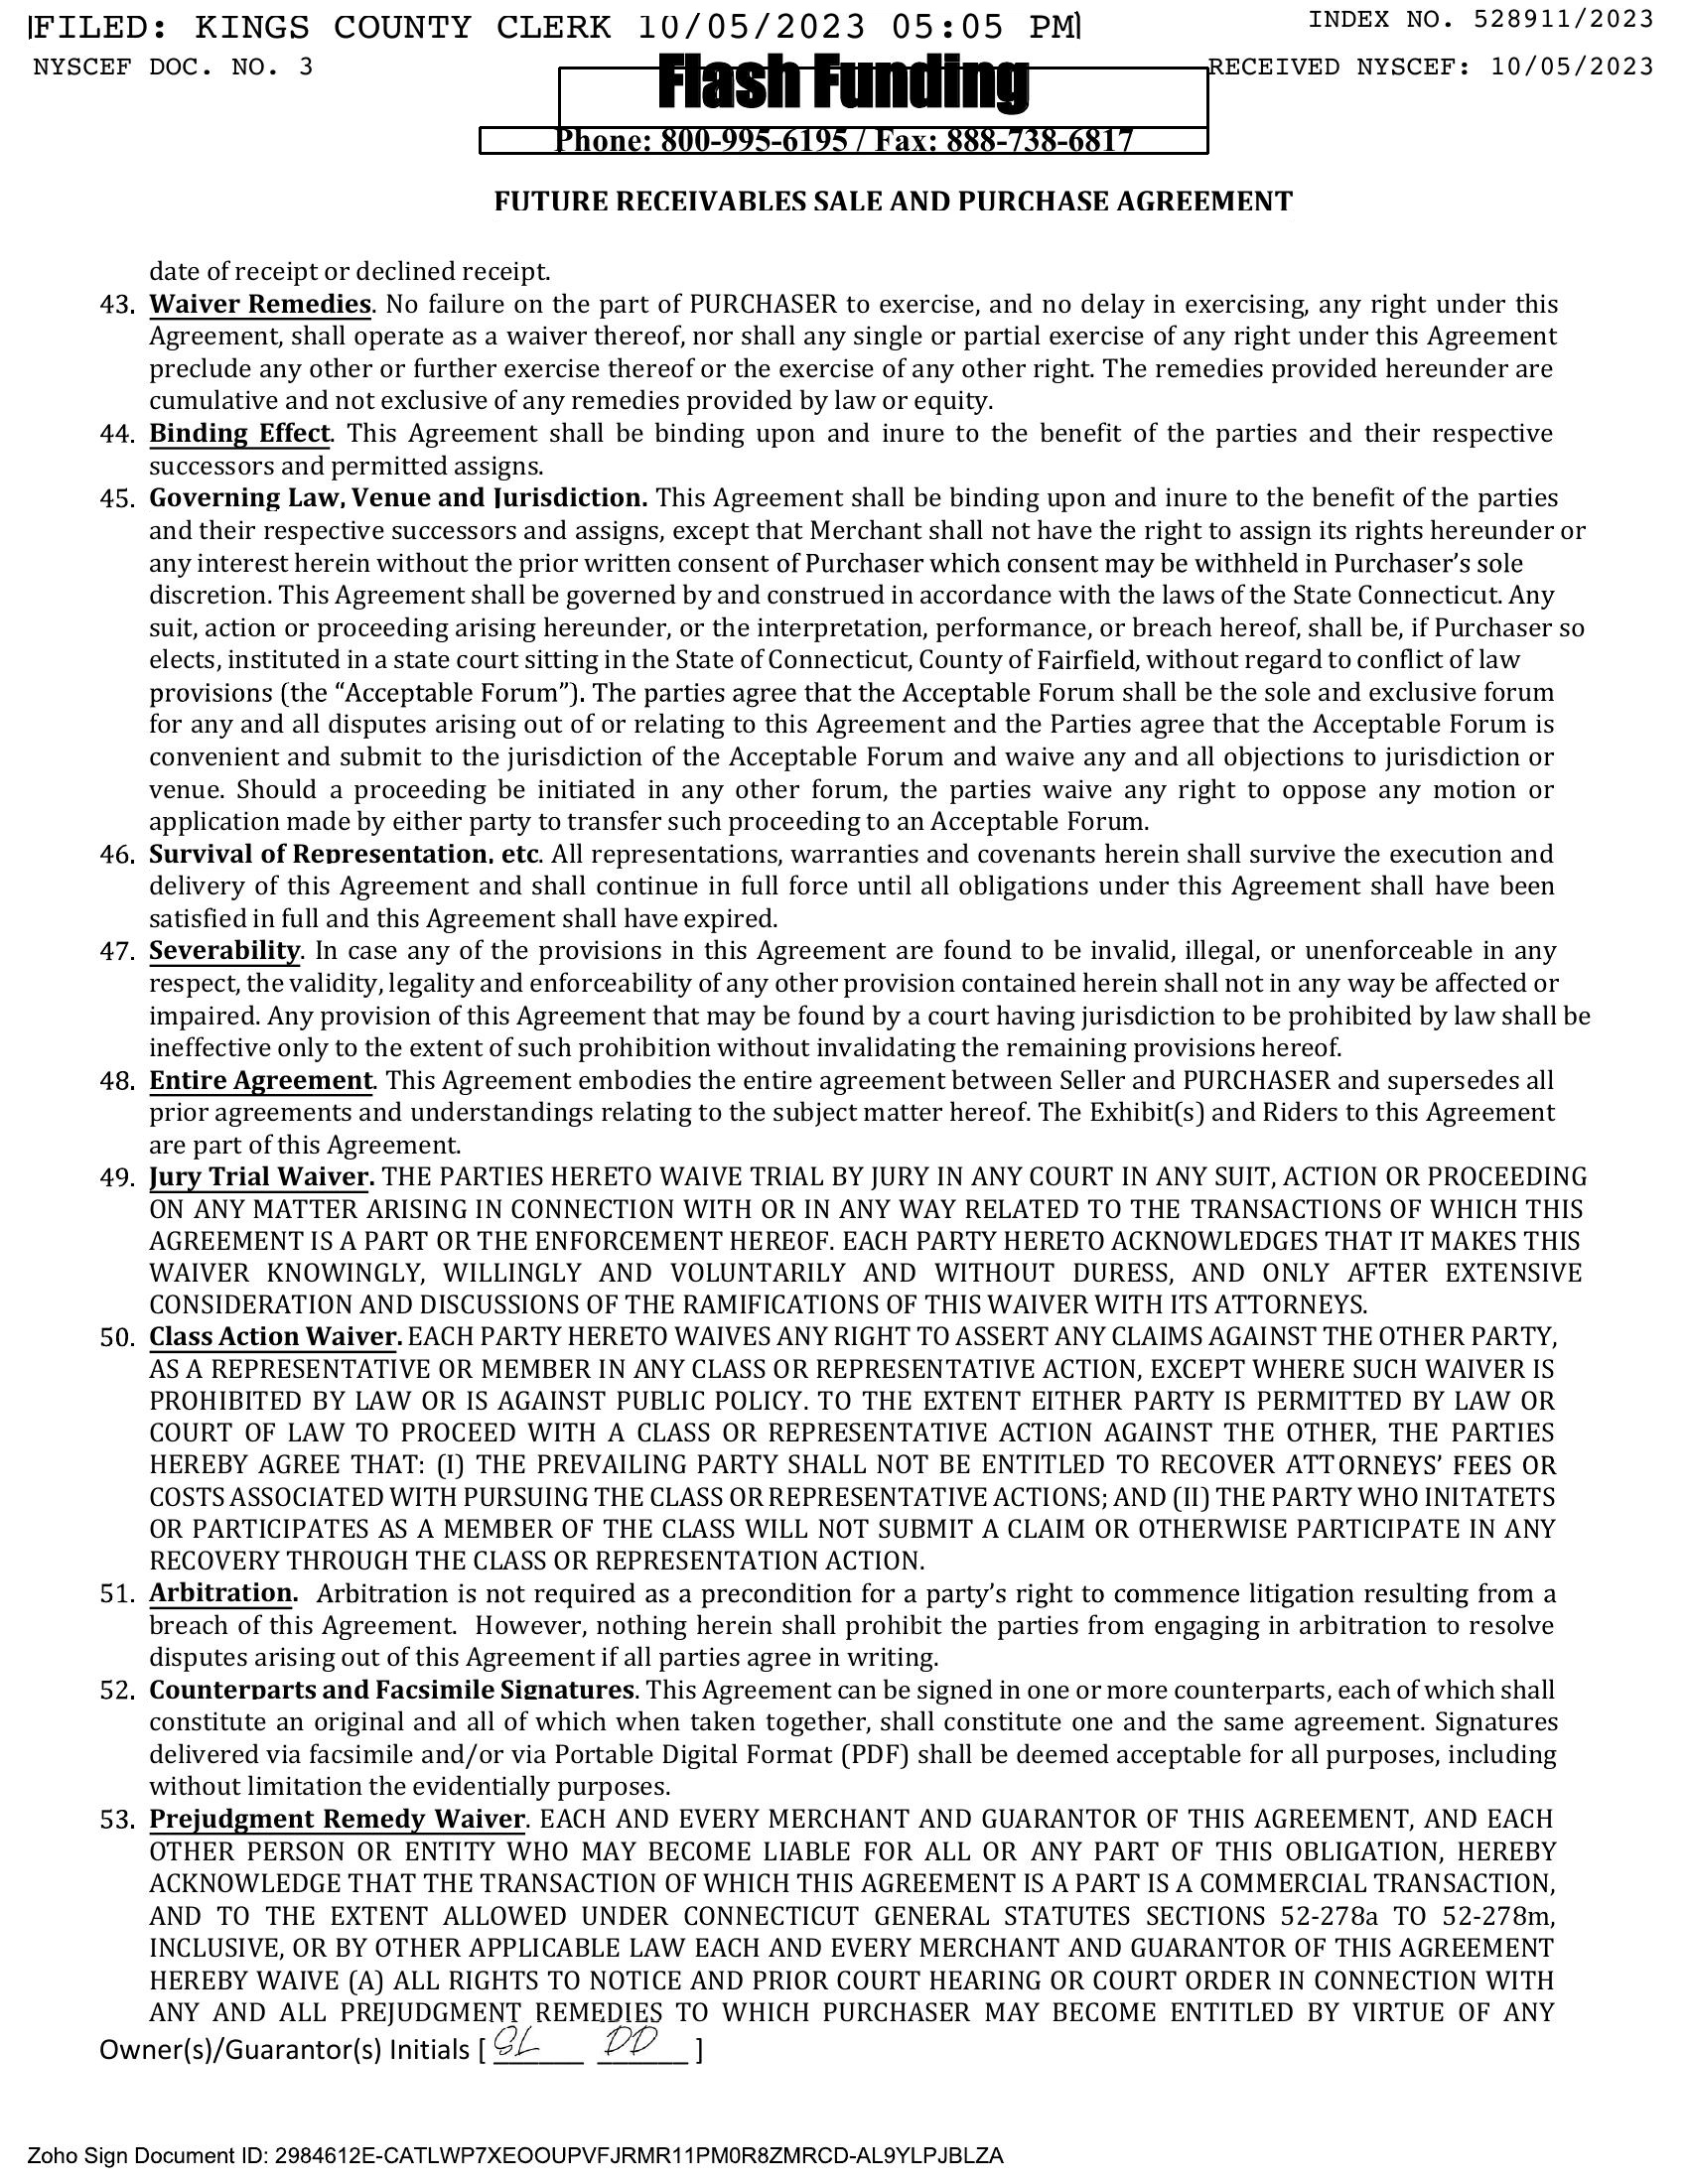 FILED: KINGS COUNTY CLERK 10/05/2023 05:05 PM
INDEX NO. 528911/2023
NYSCEF DOC. NO. 3
RECEIVED NYSCEF: 10/05/2023
Flash Funding
Phone: 800-995-6195 / Fax: 888-738-6817
FUTURE RECEIVABLES SALE AND PURCHASE AGREEMENT
date of receipt or declined receipt.
43. Waiver Remedies. No failure on the part of PURCHASER to exercise, and no delay in exercising, any right under this
Agreement, shall operate as a waiver thereof, nor shall any single or partial exercise of any right under this Agreement
preclude any other or further exercise thereof or the exercise of any other right. The remedies provided hereunder are
cumulative and not exclusive of any remedies provided by law or equity.
44. Binding Effect. This Agreement shall be binding upon and inure to the benefit of the parties and their respective
successors and permitted assigns.
45. Governing Law, Venue and Jurisdiction. This Agreement shall be binding upon and inure to the benefit of the parties
and their respective successors and assigns, except that Merchant shall not have the right to assign its rights hereunder or
any interest herein without the prior written consent of Purchaser which consent may be withheld in Purchaser’s sole
discretion. This Agreement shall be governed by and construed in accordance with the laws of the State Connecticut. Any
suit, action or proceeding arising hereunder, or the interpretation, performance, or breach hereof, shall be, if Purchaser so
elects, instituted in a state court sitting in the State of Connecticut, County of Fairfield, without regard to conflict of law
provisions (the “Acceptable Forum”). The parties agree that the Acceptable Forum shall be the sole and exclusive forum
for any and all disputes arising out of or relating to this Agreement and the Parties agree that the Acceptable Forum is
convenient and submit to the jurisdiction of the Acceptable Forum and waive any and all objections to jurisdiction or
venue. Should a proceeding be initiated in any other forum, the parties waive any right to oppose any motion or
application made by either party to transfer such proceeding to an Acceptable Forum.
46. Survival of Representation, etc. All representations, warranties and covenants herein shall survive the execution and
delivery of this Agreement and shall continue in full force until all obligations under this Agreement shall have been
satisfied in full and this Agreement shall have expired.
47. Severability. In case any of the provisions in this Agreement are found to be invalid, illegal, or unenforceable in any
respect, the validity, legality and enforceability of any other provision contained herein shall not in any way be affected or
impaired. Any provision of this Agreement that may be found by a court having jurisdiction to be prohibited by law shall be
ineffective only to the extent of such prohibition without invalidating the remaining provisions hereof.
48. Entire Agreement. This Agreement embodies the entire agreement between Seller and PURCHASER and supersedes all
prior agreements and understandings relating to the subject matter hereof. The Exhibit(s) and Riders to this Agreement
are part of this Agreement.
49. Jury Trial Waiver. THE PARTIES HERETO WAIVE TRIAL BY JURY IN ANY COURT IN ANY SUIT, ACTION OR PROCEEDING
ON ANY MATTER ARISING IN CONNECTION WITH OR IN ANY WAY RELATED TO THE TRANSACTIONS OF WHICH THIS
AGREEMENT IS A PART OR THE ENFORCEMENT HEREOF. EACH PARTY HERETO ACKNOWLEDGES THAT IT MAKES THIS
WAIVER KNOWINGLY, WILLINGLY AND VOLUNTARILY AND WITHOUT DURESS, AND ONLY AFTER EXTENSIVE
CONSIDERATION AND DISCUSSIONS OF THE RAMIFICATIONS OF THIS WAIVER WITH ITS ATTORNEYS.
50. Class Action Waiver. EACH PARTY HERETO WAIVES ANY RIGHT TO ASSERT ANY CLAIMS AGAINST THE OTHER PARTY,
AS A REPRESENTATIVE OR MEMBER IN ANY CLASS OR REPRESENTATIVE ACTION, EXCEPT WHERE SUCH WAIVER IS
PROHIBITED BY LAW OR IS AGAINST PUBLIC POLICY. TO THE EXTENT EITHER PARTY IS PERMITTED BY LAW OR
COURT OF LAW TO PROCEED WITH A CLASS OR REPRESENTATIVE ACTION AGAINST THE OTHER, THE PARTIES
HEREBY AGREE THAT: (I) THE PREVAILING PARTY SHALL NOT BE ENTITLED TO RECOVER ATTORNEYS’ FEES OR
COSTS ASSOCIATED WITH PURSUING THE CLASS OR REPRESENTATIVE ACTIONS; AND (II) THE PARTY WHO INITATETS
OR PARTICIPATES AS A MEMBER OF THE CLASS WILL NOT SUBMIT A CLAIM OR OTHERWISE PARTICIPATE IN ANY
RECOVERY THROUGH THE CLASS OR REPRESENTATION ACTION.
51. Arbitration. Arbitration is not required as a precondition for a party’s right to commence litigation resulting from a
breach of this Agreement. However, nothing herein shall prohibit the parties from engaging in arbitration to resolve
disputes arising out of this Agreement if all parties agree in writing.
52. Counterparts and Facsimile Signatures. This Agreement can be signed in one or more counterparts, each of which shall
constitute an original and all of which when taken together, shall constitute one and the same agreement. Signatures
delivered via facsimile and/or via Portable Digital Format (PDF) shall be deemed acceptable for all purposes, including
without limitation the evidentially purposes.
53. Prejudgment Remedy Waiver. EACH AND EVERY MERCHANT AND GUARANTOR OF THIS AGREEMENT, AND EACH
OTHER PERSON OR ENTITY WHO MAY BECOME LIABLE FOR ALL OR ANY PART OF THIS OBLIGATION, HEREBY
ACKNOWLEDGE THAT THE TRANSACTION OF WHICH THIS AGREEMENT IS A PART IS A COMMERCIAL TRANSACTION,
AND TO THE EXTENT ALLOWED UNDER CONNECTICUT GENERAL STATUTES SECTIONS 52-278a TO 52-278m,
INCLUSIVE, OR BY OTHER APPLICABLE LAW EACH AND EVERY MERCHANT AND GUARANTOR OF THIS AGREEMENT
HEREBY WAIVE (A) ALL RIGHTS TO NOTICE AND PRIOR COURT HEARING OR COURT ORDER IN CONNECTION WITH
ANY AND ALL PREJUDGMENT REMEDIES TO WHICH PURCHASER MAY BECOME ENTITLED BY VIRTUE OF ANY
Owner(s)/Guarantor(s) Initials [ SL DD ]
Zoho Sign Document ID: 2984612E-CATLWP7XEOOUPVFJRMR11PM0R8ZMRCD-AL9YLPJBLZA